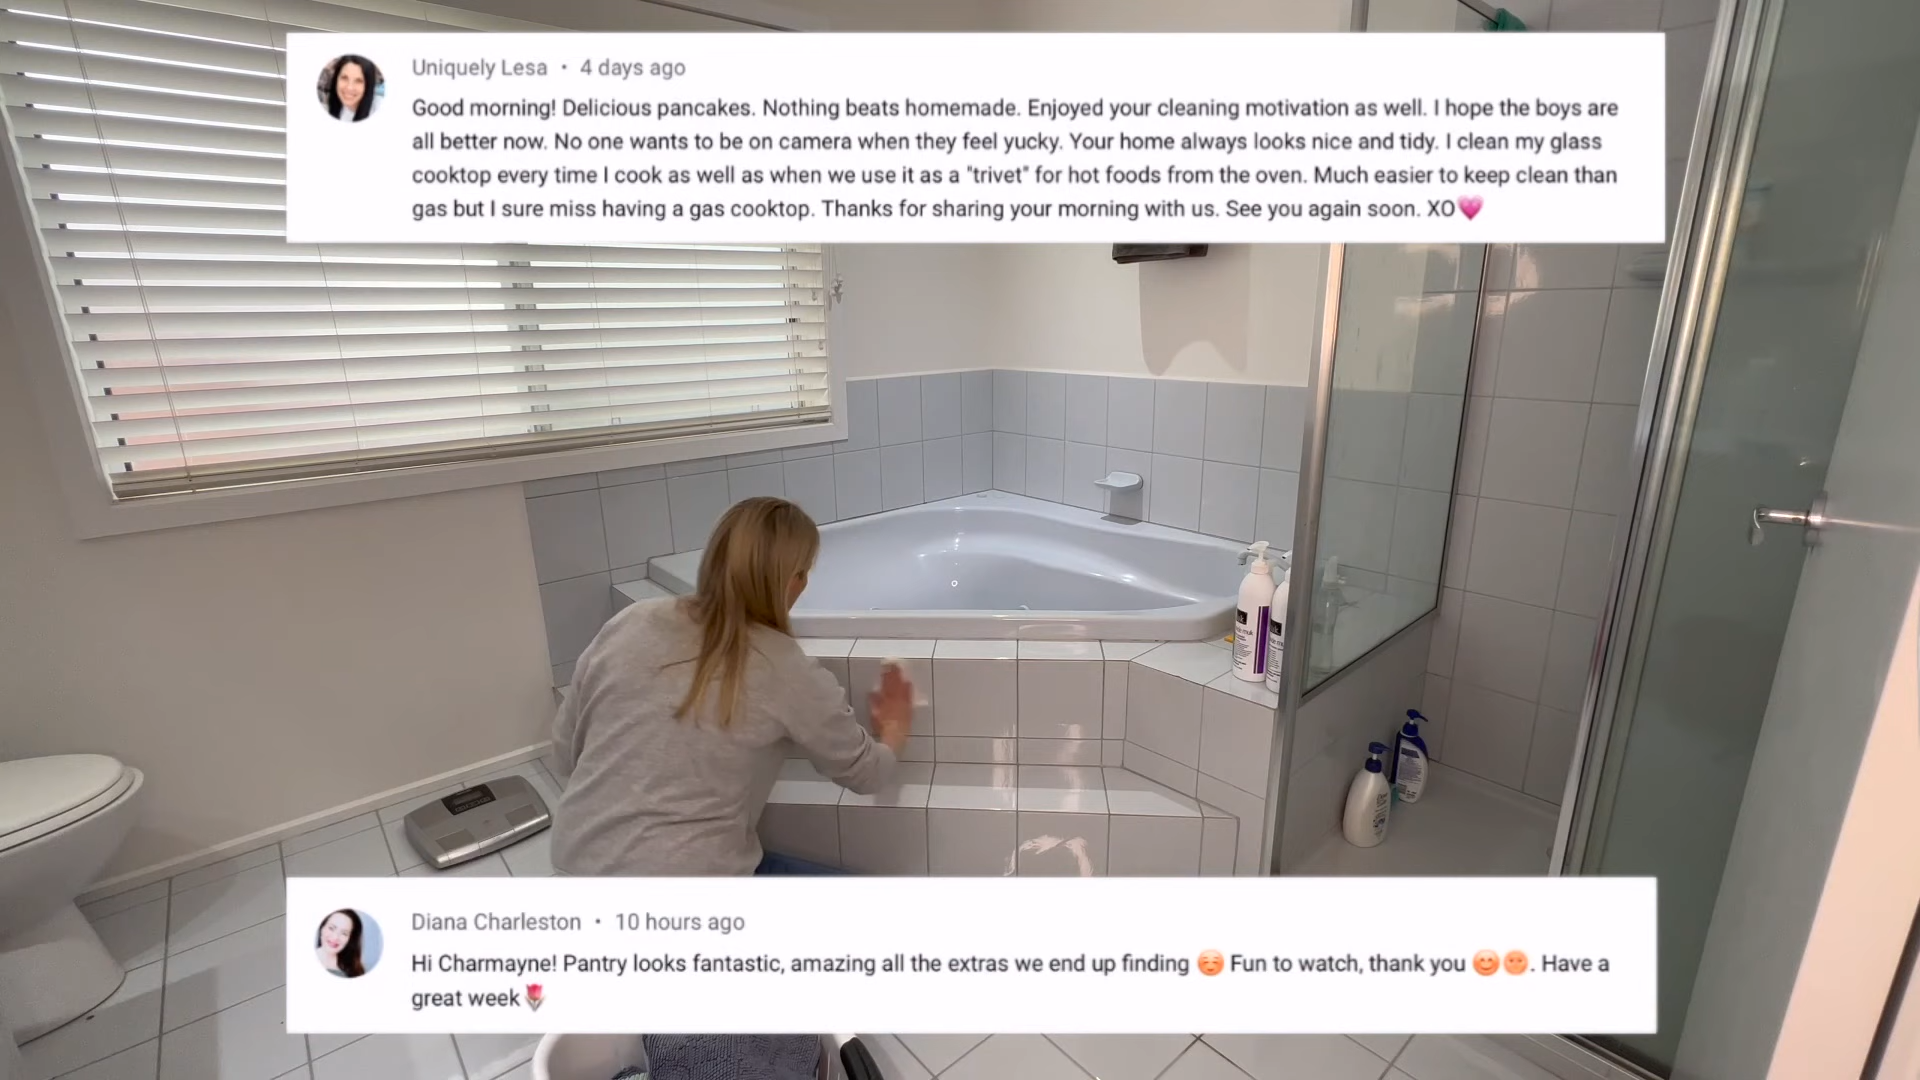 Uniquely Lesa • 4 days ago
Good morning! Delicious pancakes. Nothing beats homemade. Enjoyed your cleaning motivation as well. I hope the boys are
all better now. No one wants to be on camera when they feel yucky. Your home always looks nice and tidy. I clean my glass
cooktop every time I cook as well as when we use it as a "trivet" for hot foods from the oven. Much easier to keep clean than
gas but I sure miss having a gas cooktop. Thanks for sharing your morning with us. See you again soon. XO💗
Diana Charleston • 10 hours ago
Hi Charmayne! Pantry looks fantastic, amazing all the extras we end up finding ☺️ Fun to watch, thank you 😊🤭. Have a
great week🌷